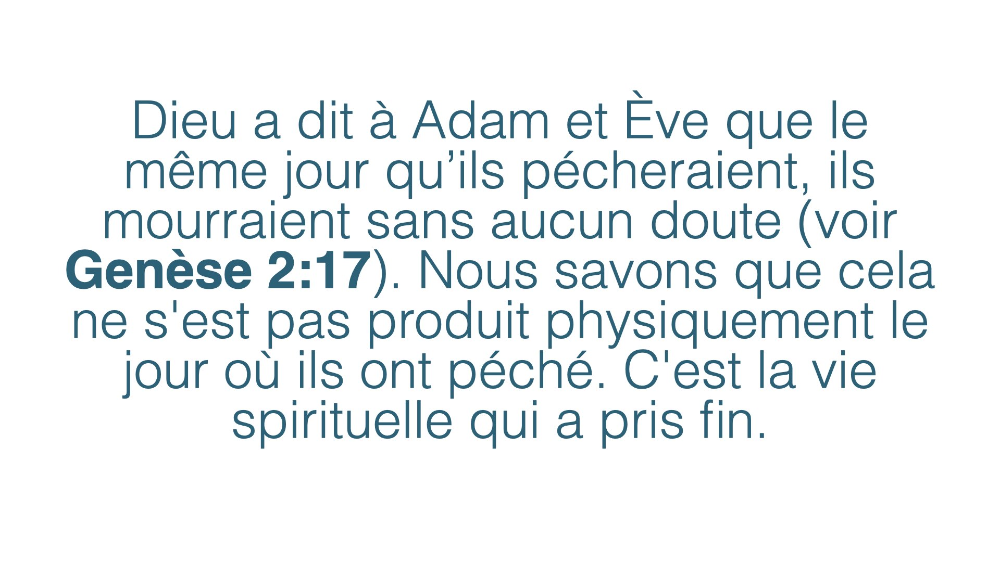 Dieu a dit à Adam et Ève que le
même jour qu’ils pécheraient, ils
mourraient sans aucun doute (voir
Genèse 2:17). Nous savons que cela
ne s'est pas produit physiquement le
jour où ils ont péché. C'est la vie
spirituelle qui a pris fin.